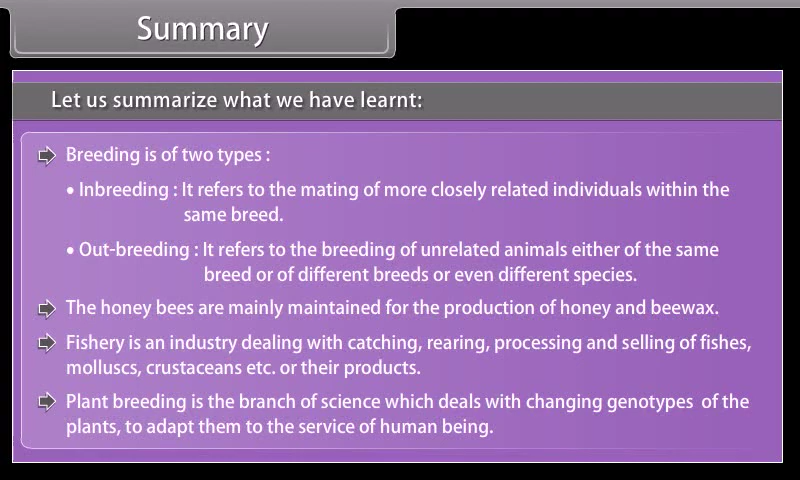 Summary
Let us summarize what we have learnt:
Breeding is of two types :
• Inbreeding : It refers to the mating of more closely related individuals within the
same breed.
• Out-breeding : It refers to the breeding of unrelated animals either of the same
breed or of different breeds or even different species.
The honey bees are mainly maintained for the production of honey and beewax.
Fishery is an industry dealing with catching, rearing, processing and selling of fishes,
molluscs, crustaceans etc. or their products.
Plant breeding is the branch of science which deals with changing genotypes of the
plants, to adapt them to the service of human being.